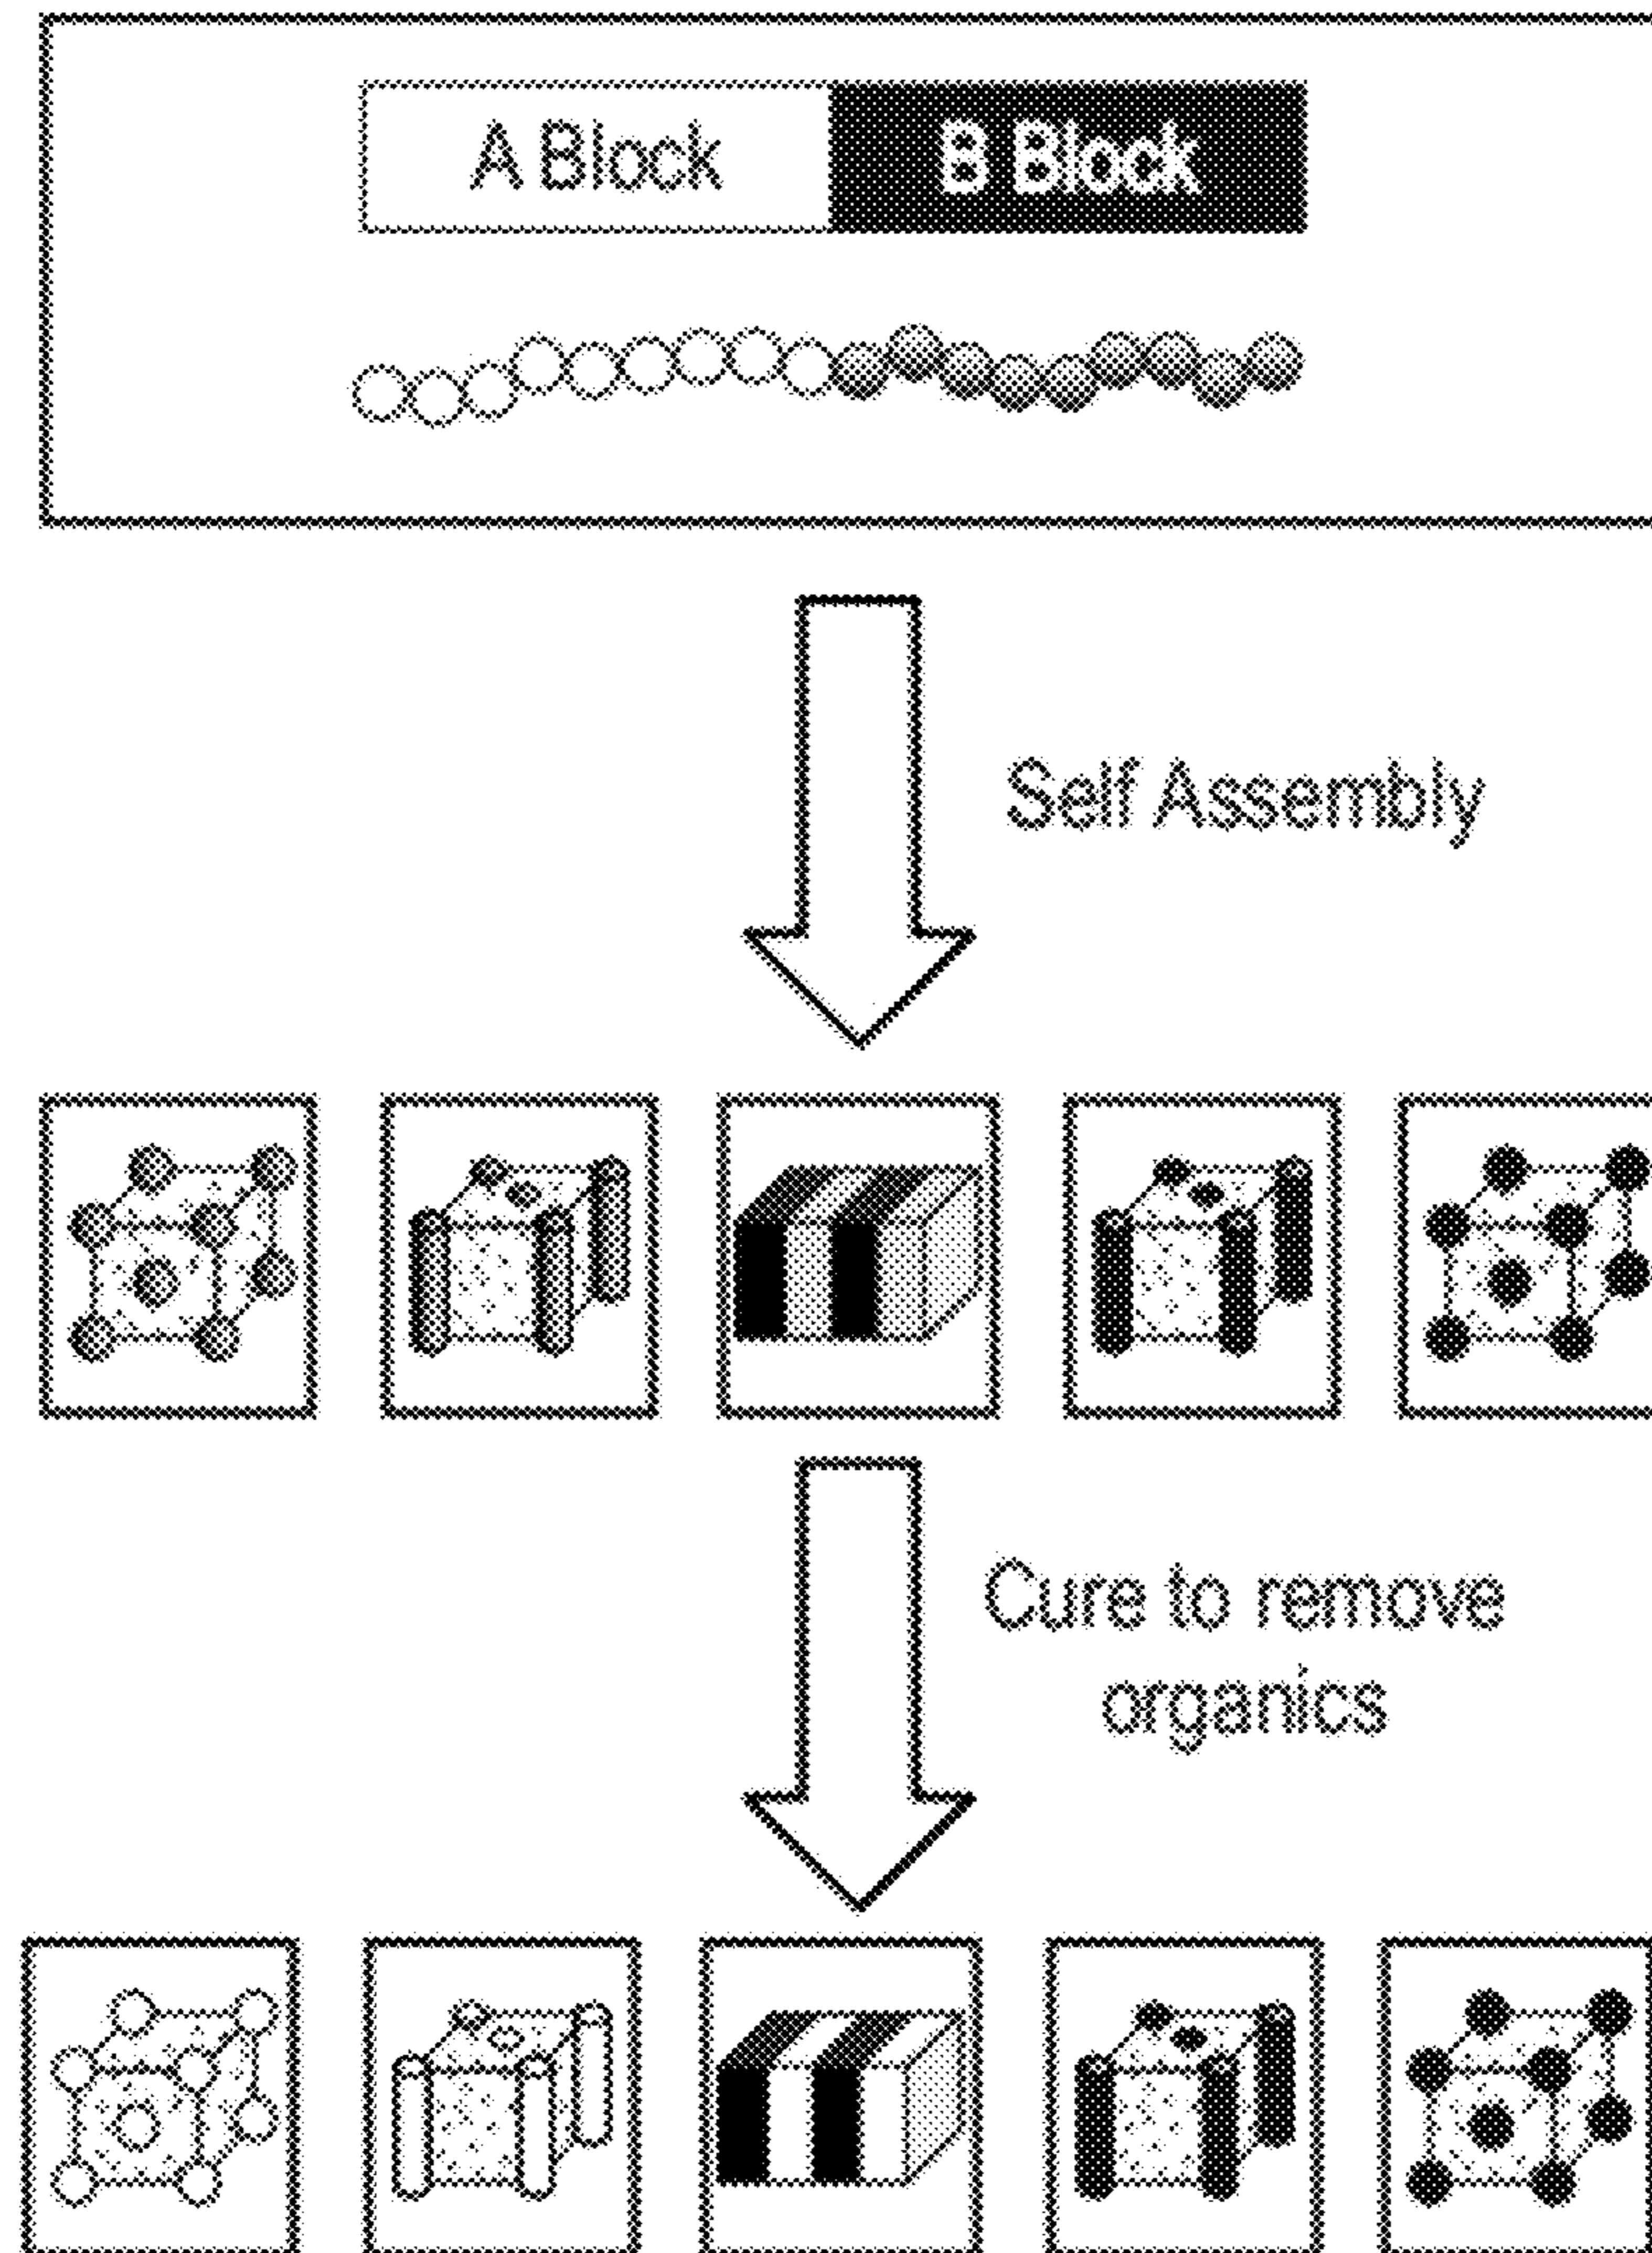 A Block B Block
Self Assembly
Cure to remove
organics